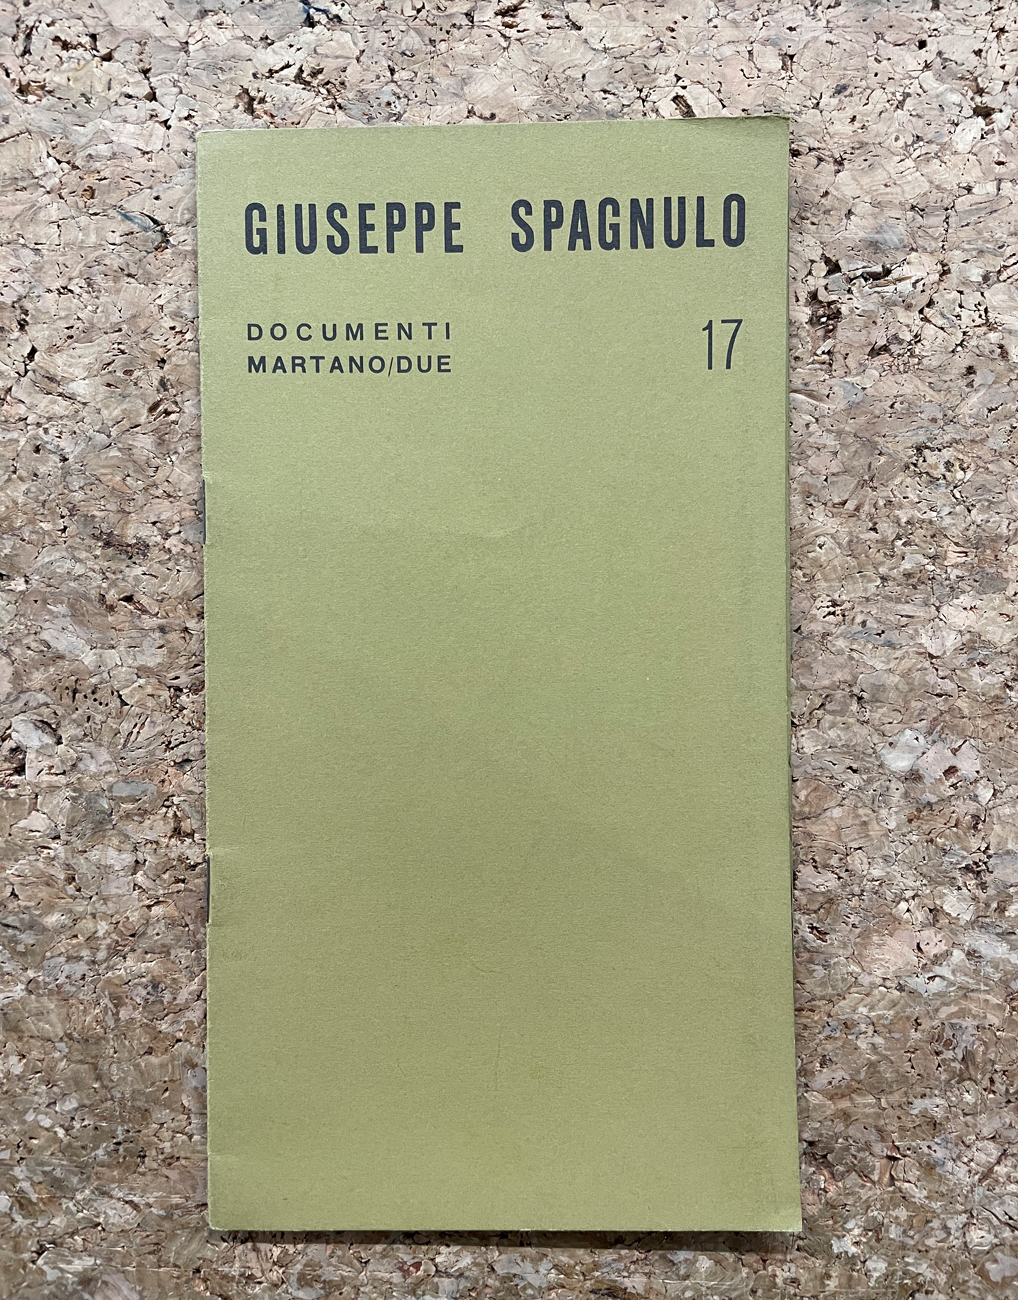 GIUSEPPE SPAGNULO
DOCUMENTI
MARTANO/DUE
17